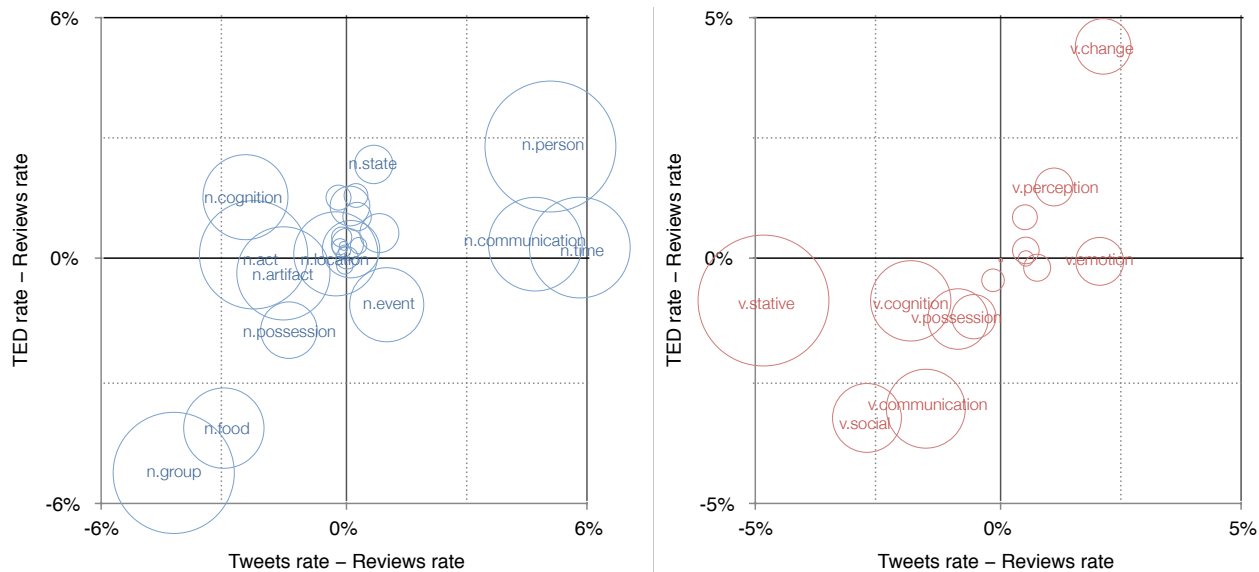 6%
n.person
n.state
n.cognition
n.communication
n.time
0%
n.act
n.location
n.artifact
n.event
n.possession
n.food
n.group
-6%
-6%
0%
6%
TED rate – Reviews rate
Tweets rate – Reviews rate
5%
v.change
v.perception
0%
v.emotion
v.stative
v.cognition
v.possession
v.communication
v.social
-5%
-5%
0%
5%
TED rate – Reviews rate
Tweets rate – Reviews rate